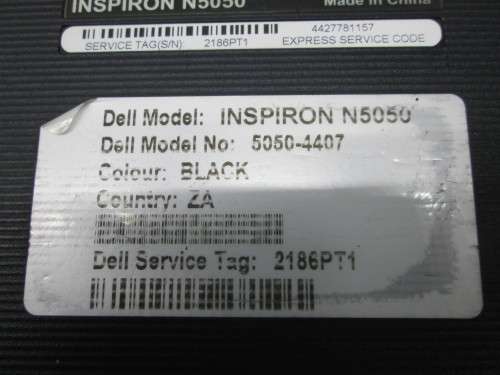 INSPIRON N5050 Made in China
4427781157
SERVICE TAG(S/N): 2186PT1 EXPRESS SERVICE CODE
Dell Model: INSPIRON N5050
Dell Model No: 5050-4407
Colour: BLACK
Country: ZA
Dell Service Tag: 2186PT1